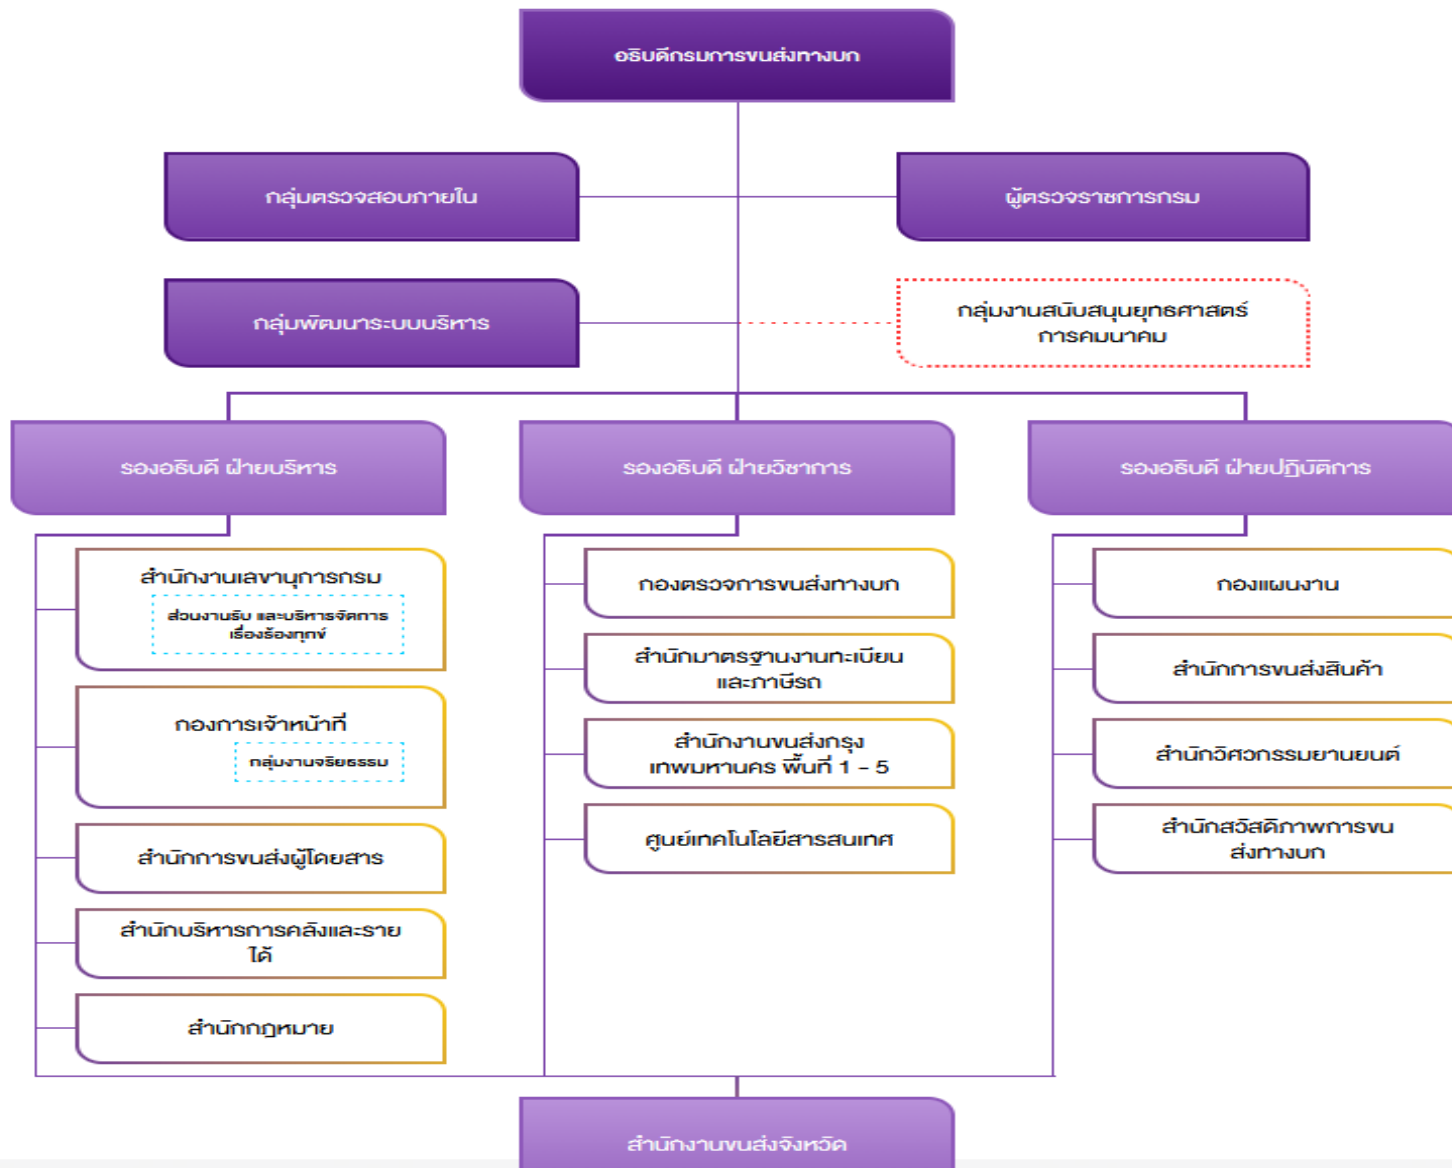 อธิบดีกรมการขนส่งทางบก
กลุ่มตรวจสอบภายใน
ผู้ตรวจราชการกรม
กลุ่มพัฒนาระบบบริหาร
กลุ่มงานสนับสนุนยุทธศาสตร์
การคมนาคม
รองอธิบดี ฝ่ายบริหาร
รองอธิบดี ฝ่ายวิชาการ
รองอธิบดี ฝ่ายปฏิบัติการ
สำนักงานเลขานุการกรม
ส่วนงานรับ และบริหารจัดการ
เรื่องร้องทุกข์
กองการเจ้าหน้าที่
กลุ่มงานจริยธรรม
สำนักการขนส่งผู้โดยสาร
สำนักบริหารการคลังและราย
ได้
สำนักกฎหมาย
กองตรวจการขนส่งทางบก
สำนักมาตรฐานงานทะเบียน
และภาษีรถ
สำนักงานขนส่งกรุง
เทพมหานคร พื้นที่ 1 - 5
ศูนย์เทคโนโลยีสารสนเทศ
กองแผนงาน
สำนักการขนส่งสินค้า
สำนักวิศวกรรมยานยนต์
สำนักสวัสดิภาพการขน
ส่งทางบก
สำนักงานขนส่งจังหวัด